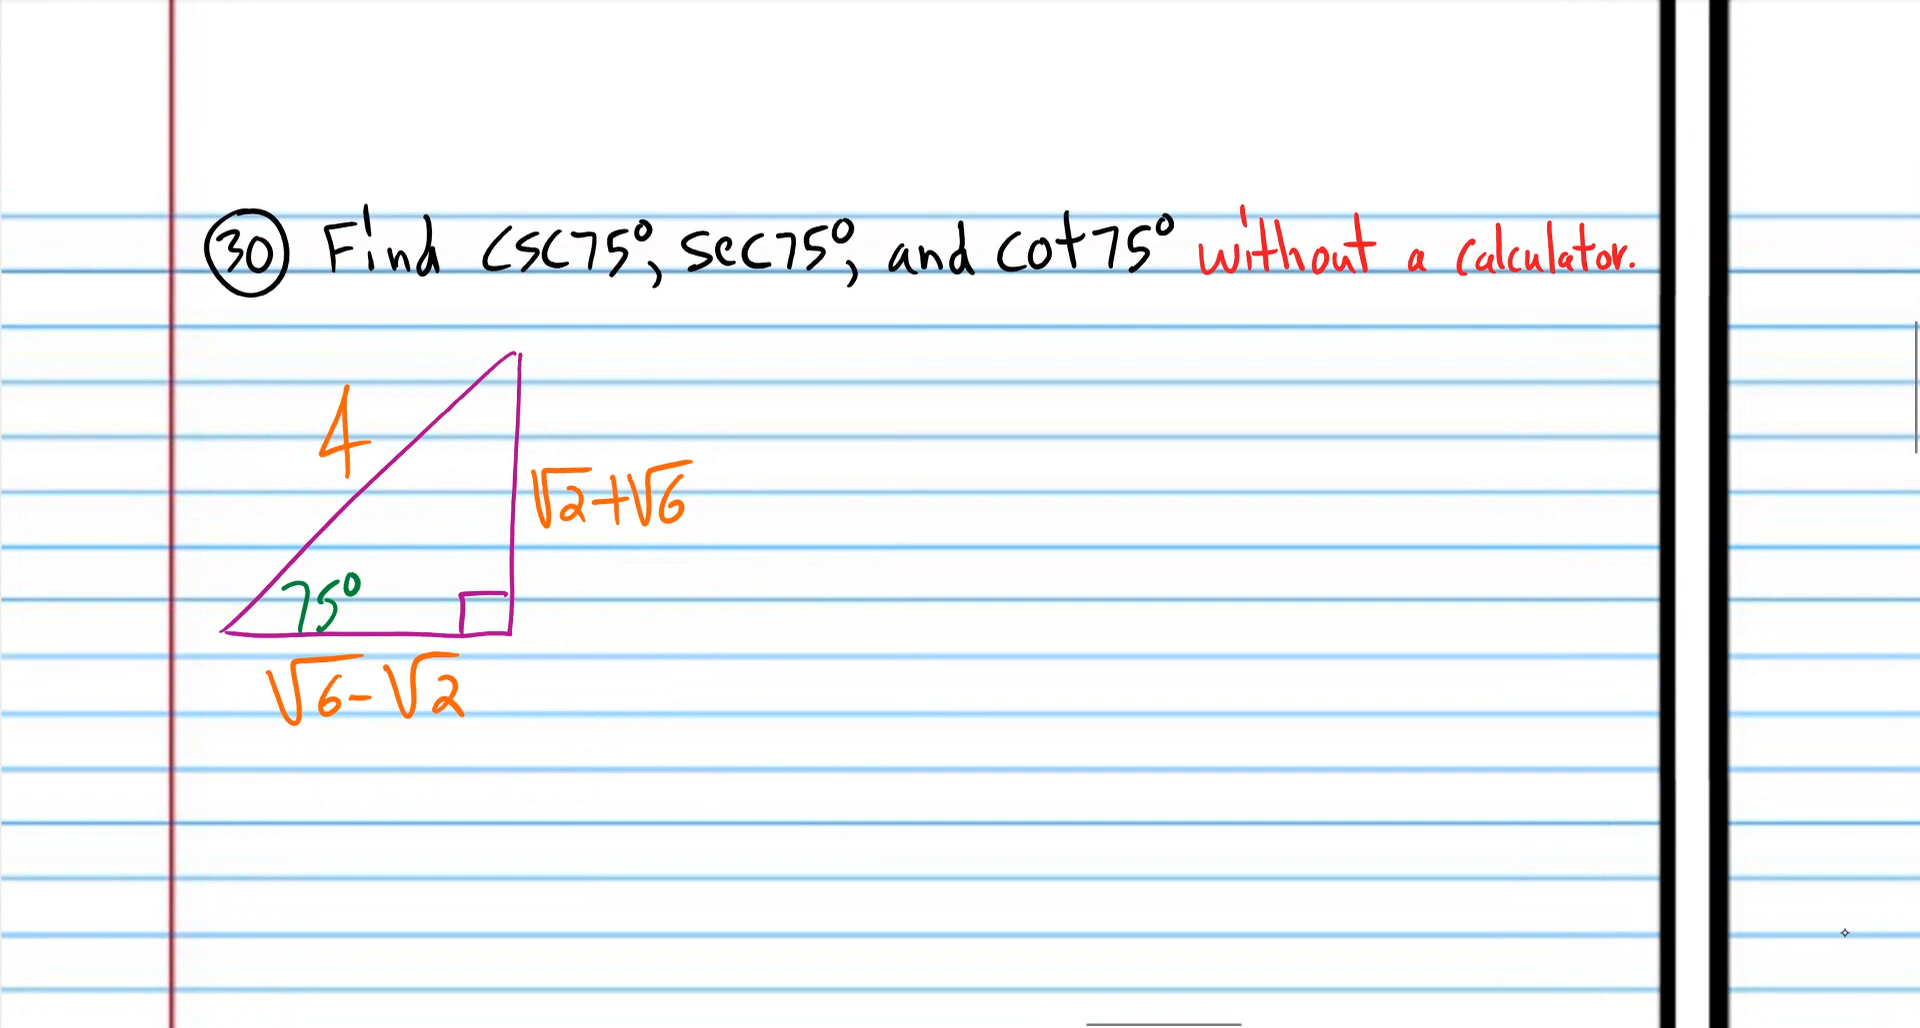 30 Find csc75°, sec75°, and cot75° without a calculator.
4
√2+√6
75°
√6-√2